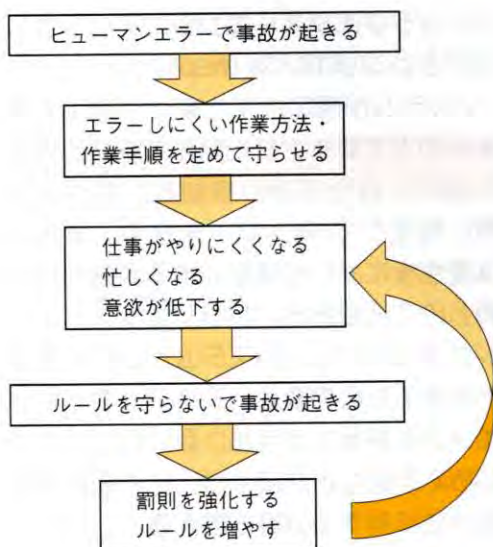 ヒューマンエラーで事故が起きる
エラーしにくい作業方法・
作業手順を定めて守らせる
仕事がやりにくくなる
忙しくなる
意欲が低下する
ルールを守らないで事故が起きる
罰則を強化する
ルールを増やす